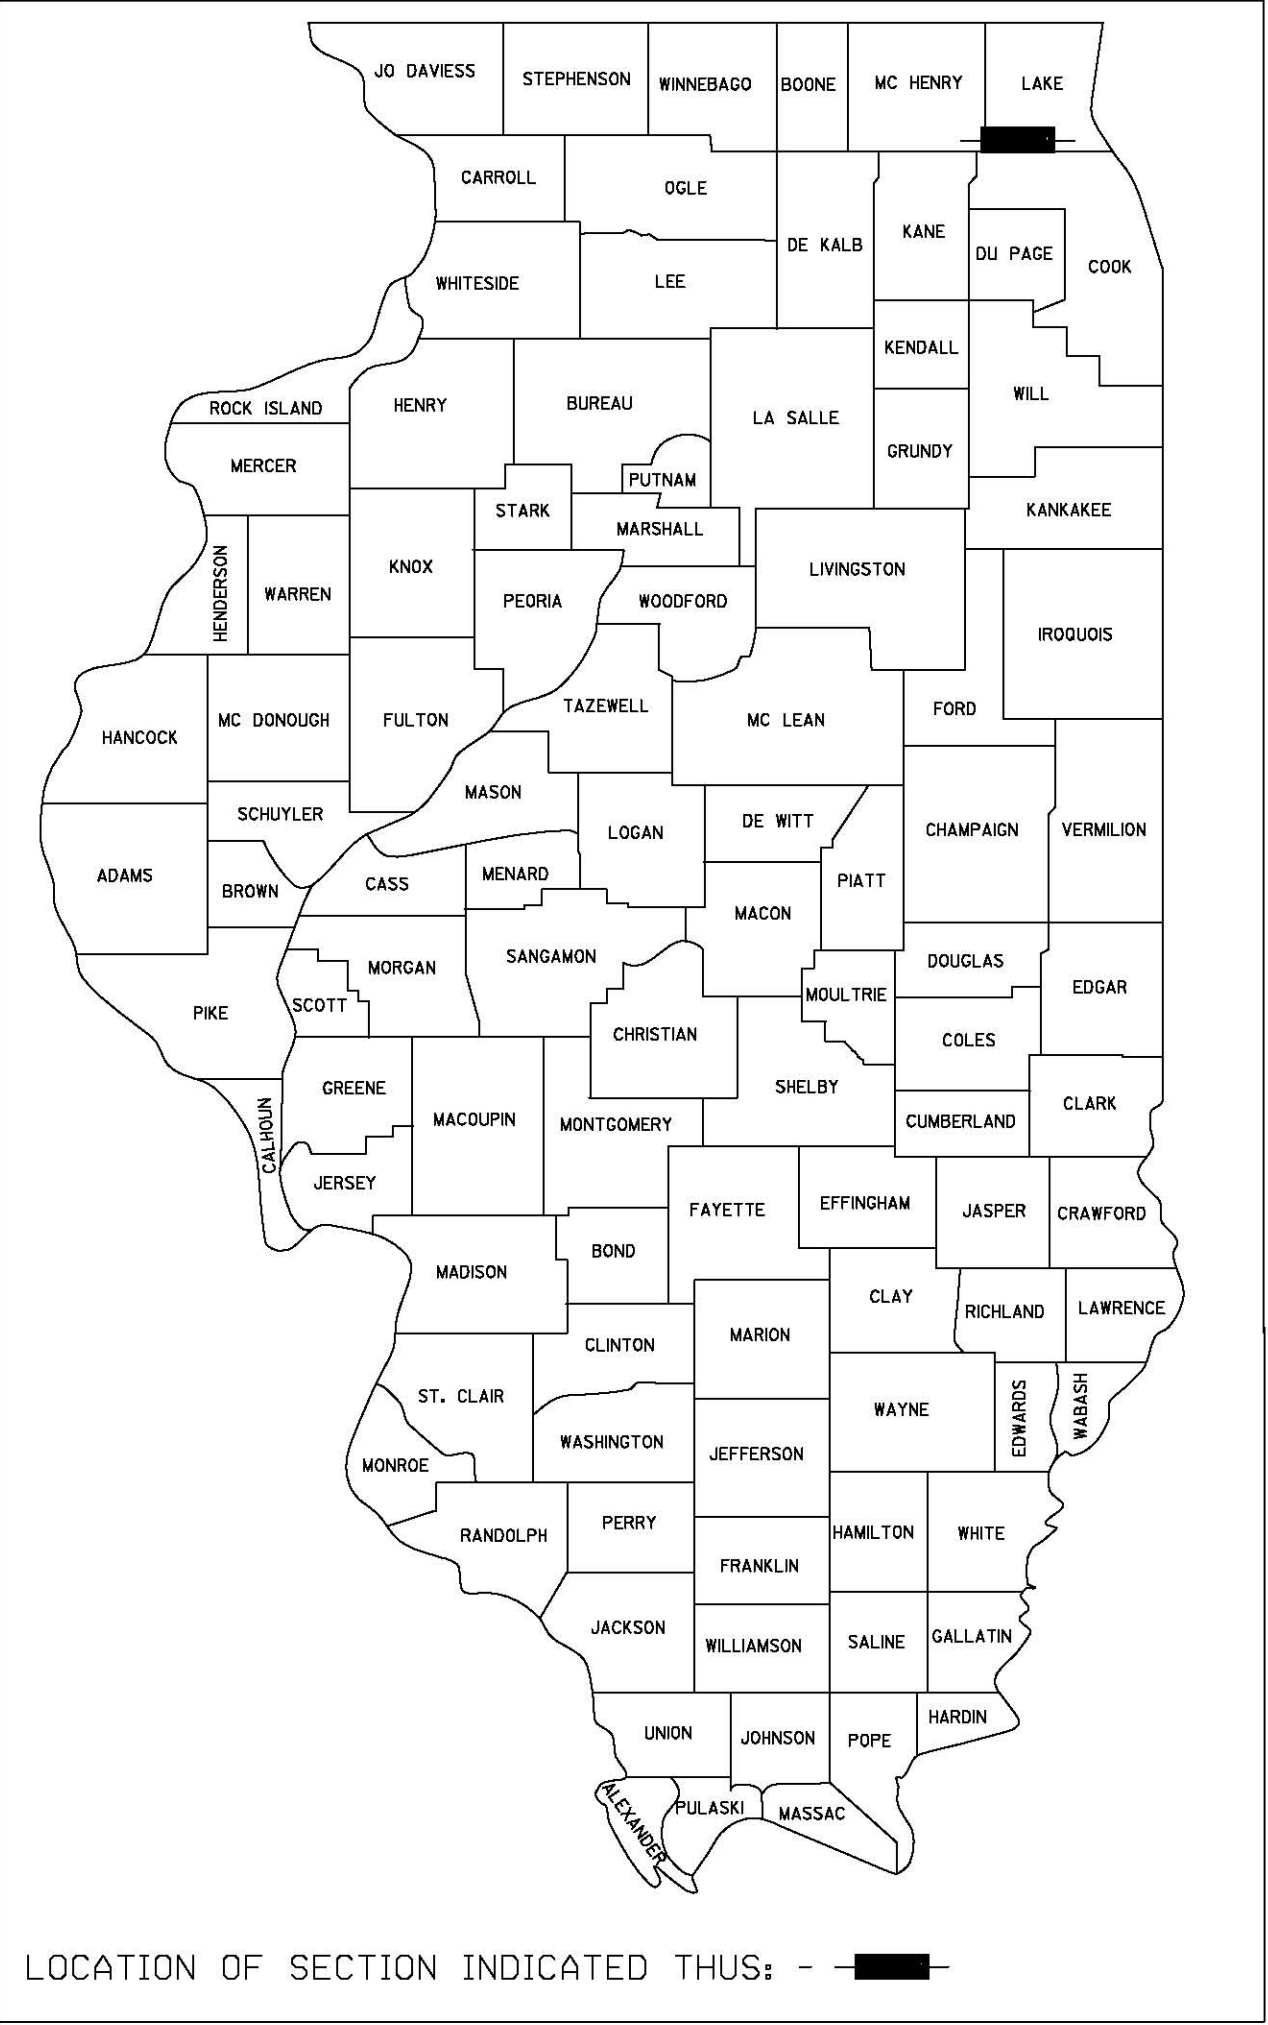 JO DAVIESS
STEPHENSON
WINNEBAGO
BOONE
MC HENRY
LAKE
CARROLL
OGLE
DE KALB
KANE
DU PAGE
COOK
WHITESIDE
LEE
KENDALL
WILL
ROCK ISLAND
HENRY
BUREAU
LA SALLE
GRUNDY
MERCER
PUTNAM
STARK
MARSHALL
KANKAKEE
HENDERSON
WARREN
KNOX
PEORIA
WOODFORD
LIVINGSTON
IROQUOIS
HANCOCK
MC DONOUGH
FULTON
TAZEWELL
MC LEAN
FORD
SCHUYLER
MASON
LOGAN
DE WITT
CHAMPAIGN
VERMILION
ADAMS
BROWN
CASS
MENARD
MACON
PIATT
PIKE
SCOTT
MORGAN
SANGAMON
CHRISTIAN
MOULTRIE
DOUGLAS
EDGAR
COLES
GREENE
MACOUPIN
MONTGOMERY
SHELBY
CUMBERLAND
CLARK
CALHOUN
JERSEY
FAYETTE
EFFINGHAM
JASPER
CRAWFORD
MADISON
BOND
CLAY
RICHLAND
LAWRENCE
CLINTON
MARION
ST. CLAIR
WASHINGTON
WAYNE
EDWARDS
WABASH
MONROE
JEFFERSON
RANDOLPH
PERRY
HAMILTON
WHITE
FRANKLIN
JACKSON
WILLIAMSON
SALINE
GALLATIN
UNION
JOHNSON
POPE
HARDIN
ALEXANDER
PULASKI
MASSAC
LOCATION OF SECTION INDICATED THUS: -